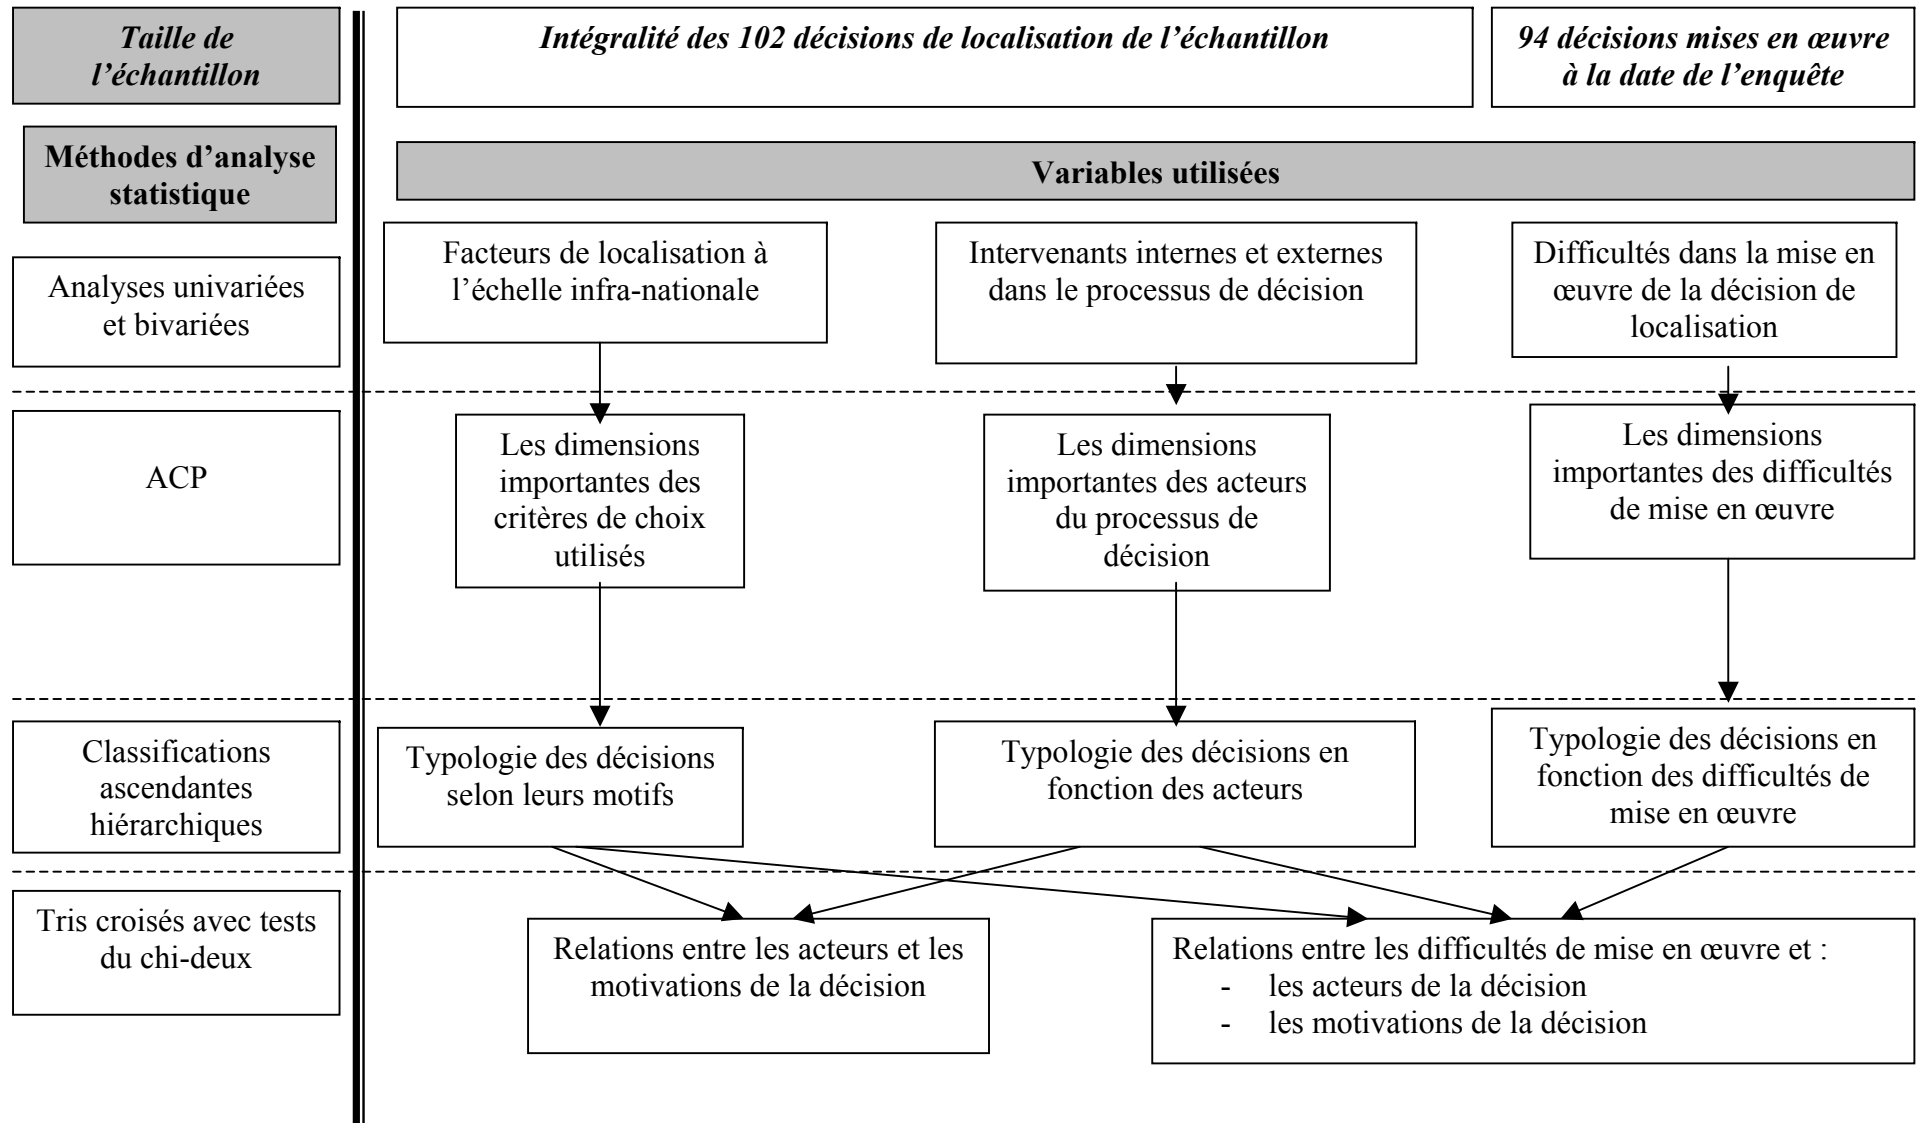 Taille de
l’échantillon
Intégralité des 102 décisions de localisation de l’échantillon
94 décisions mises en œuvre
à la date de l’enquête
Méthodes d’analyse
statistique
Variables utilisées
Analyses univariées
et bivariées
Facteurs de localisation à
l’échelle infra-nationale
Intervenants internes et externes
dans le processus de décision
Difficultés dans la mise en
œuvre de la décision de
localisation
ACP
Les dimensions
importantes des
critères de choix
utilisés
Les dimensions
importantes des acteurs
du processus de
décision
Les dimensions
importantes des difficultés
de mise en œuvre
Classifications
ascendantes
hiérarchiques
Typologie des décisions
selon leurs motifs
Typologie des décisions en
fonction des acteurs
Typologie des décisions en
fonction des difficultés de
mise en œuvre
Tris croisés avec tests
du chi-deux
Relations entre les acteurs et les
motivations de la décision
Relations entre les difficultés de mise en œuvre et :
- les acteurs de la décision
- les motivations de la décision